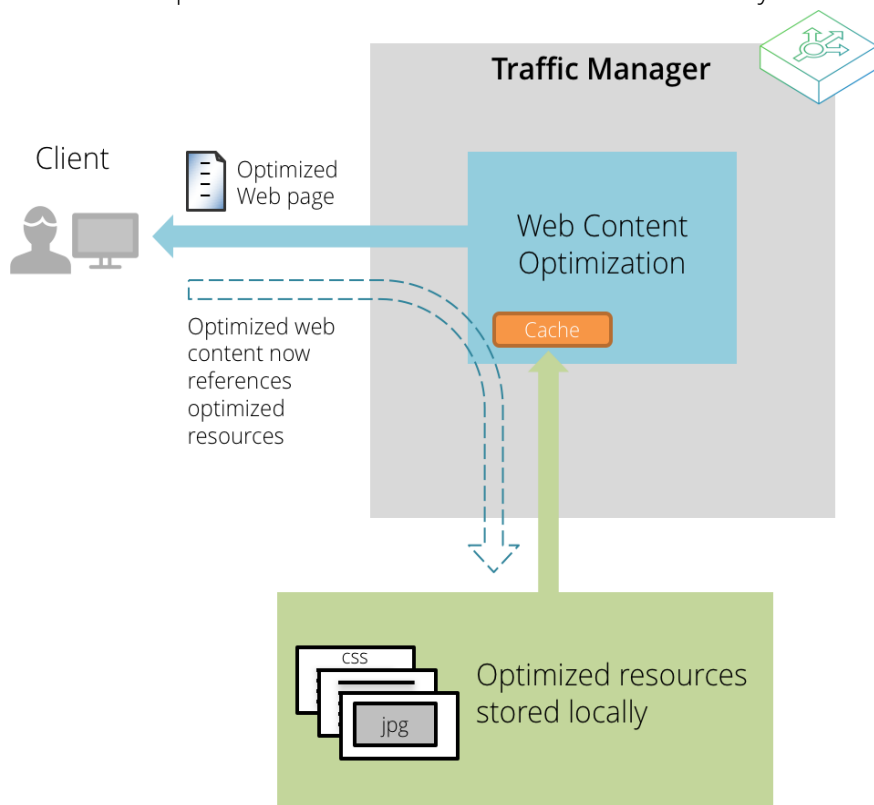 Traffic Manager
Client
Optimized
Web page
Web Content
Optimization
Cache
Optimized web
content now
references
optimized
resources
CSS
jpg
Optimized resources
stored locally